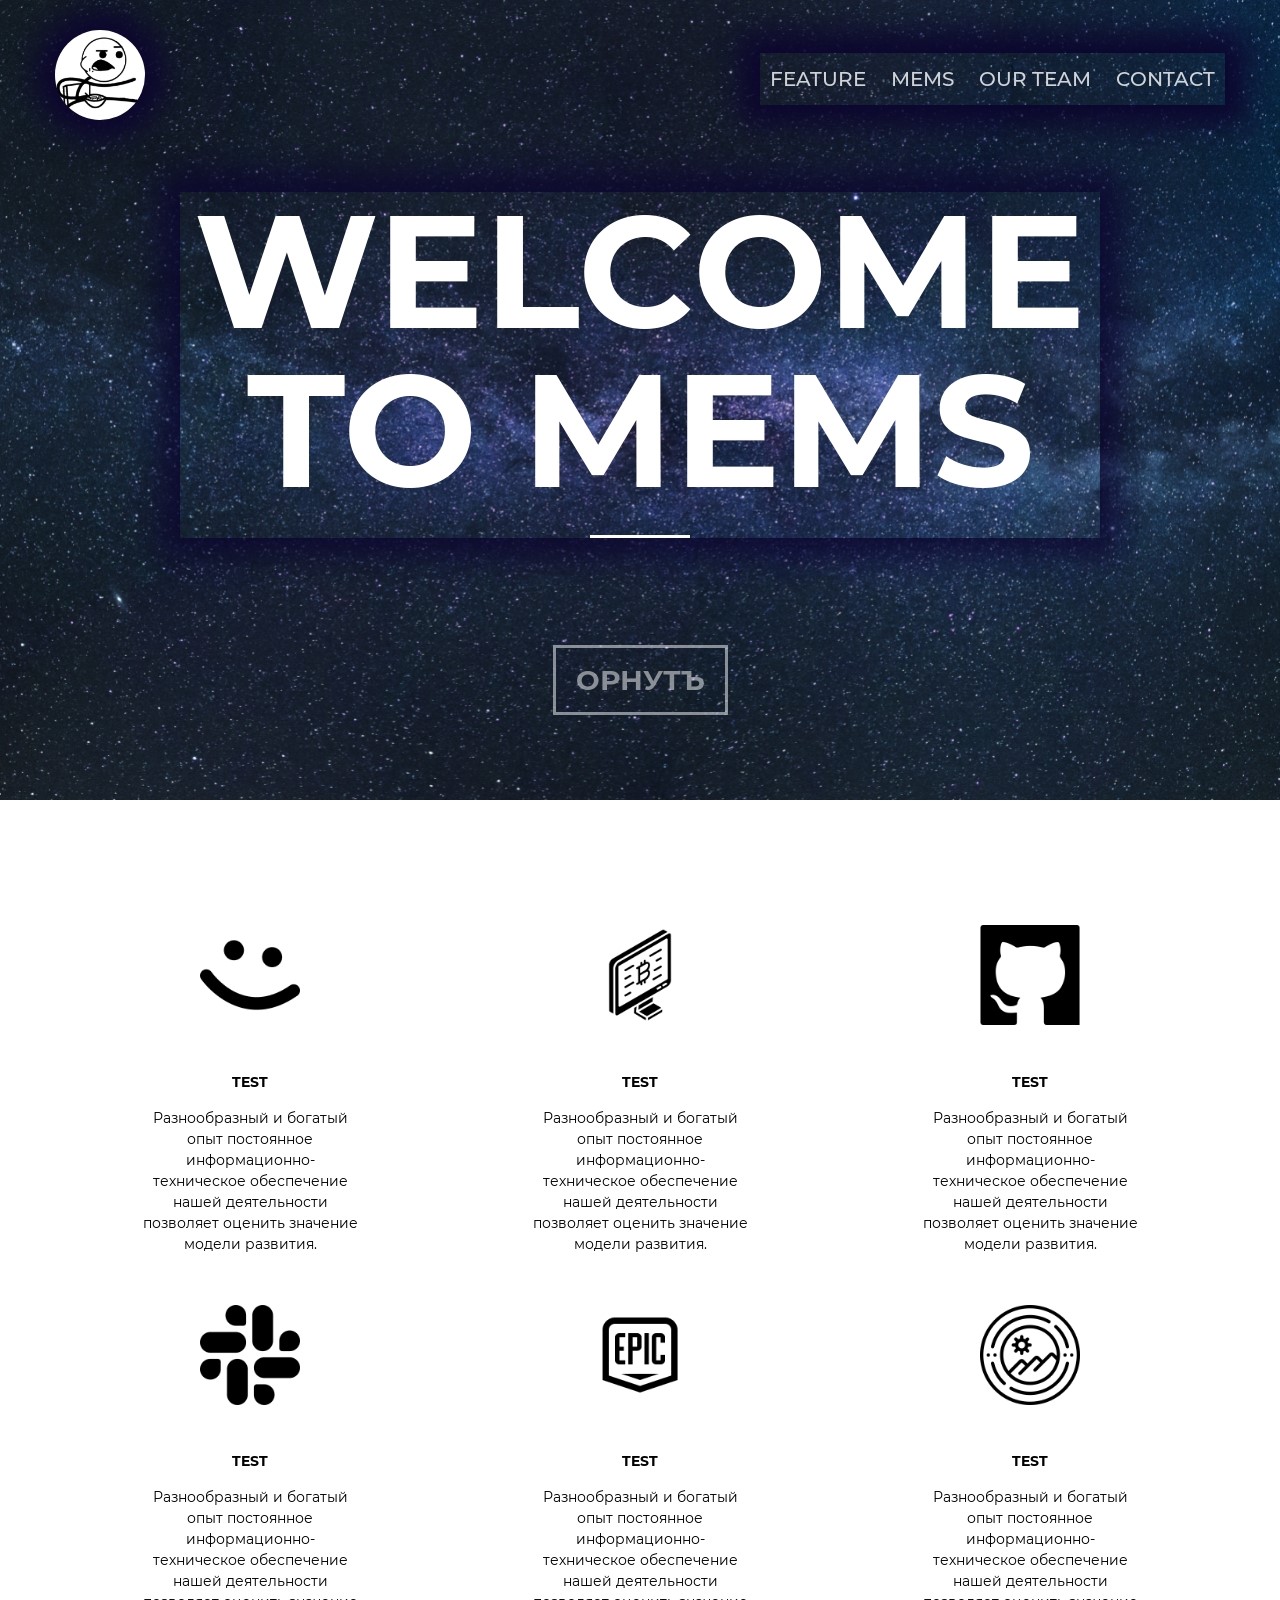 FEATURE MEMS OUR TEAM CONTACT
WELCOME
TO MEMS
ОРНУТЪ
TEST
Разнообразный и богатый
опыт постоянное
информационно-
техническое обеспечение
нашей деятельности
позволяет оценить значение
модели развития.
TEST
Разнообразный и богатый
опыт постоянное
информационно-
техническое обеспечение
нашей деятельности
позволяет оценить значение
модели развития.
TEST
Разнообразный и богатый
опыт постоянное
информационно-
техническое обеспечение
нашей деятельности
позволяет оценить значение
модели развития.
EPIC
TEST
Разнообразный и богатый
опыт постоянное
информационно-
техническое обеспечение
нашей деятельности
TEST
Разнообразный и богатый
опыт постоянное
информационно-
техническое обеспечение
нашей деятельности
TEST
Разнообразный и богатый
опыт постоянное
информационно-
техническое обеспечение
нашей деятельности